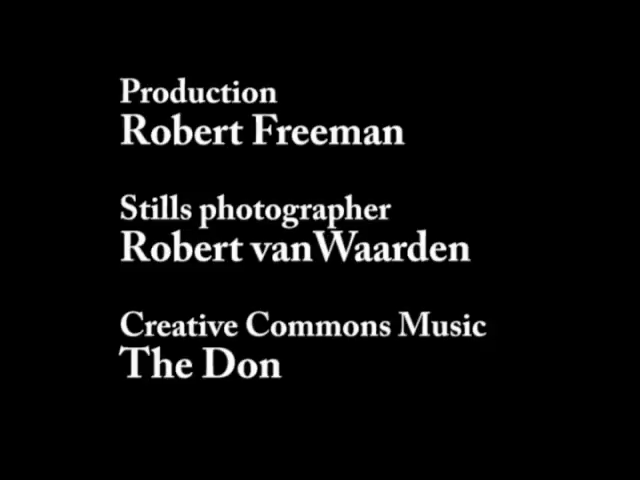 Production
Robert Freeman
Stills photographer
Robert vanWaarden
Creative Commons Music
The Don